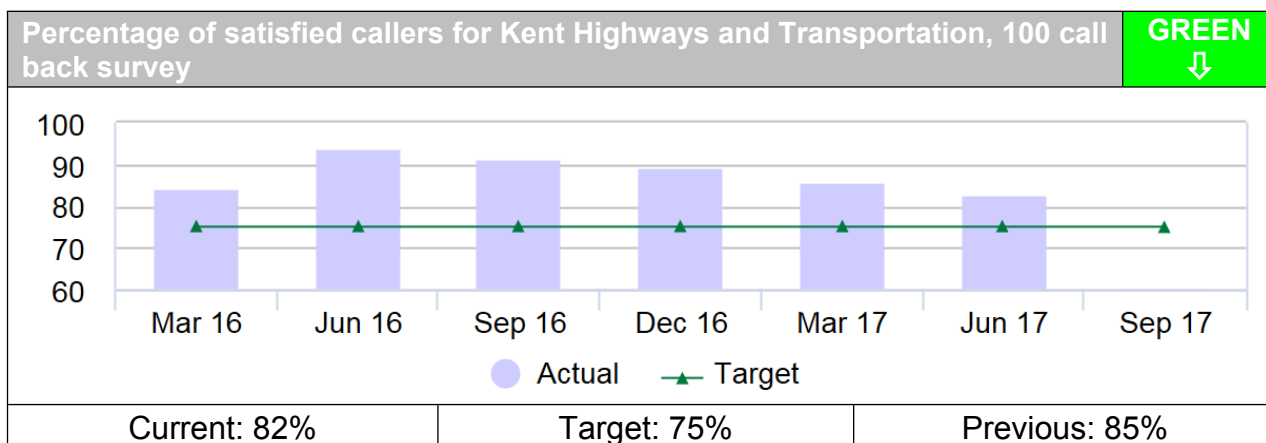 Percentage of satisfied callers for Kent Highways and Transportation, 100 call
back survey
GREEN
⇩
100
90
80
70
60
Mar 16 Jun 16 Sep 16 Dec 16 Mar 17 Jun 17 Sep 17
Actual Target
Current: 82% Target: 75% Previous: 85%